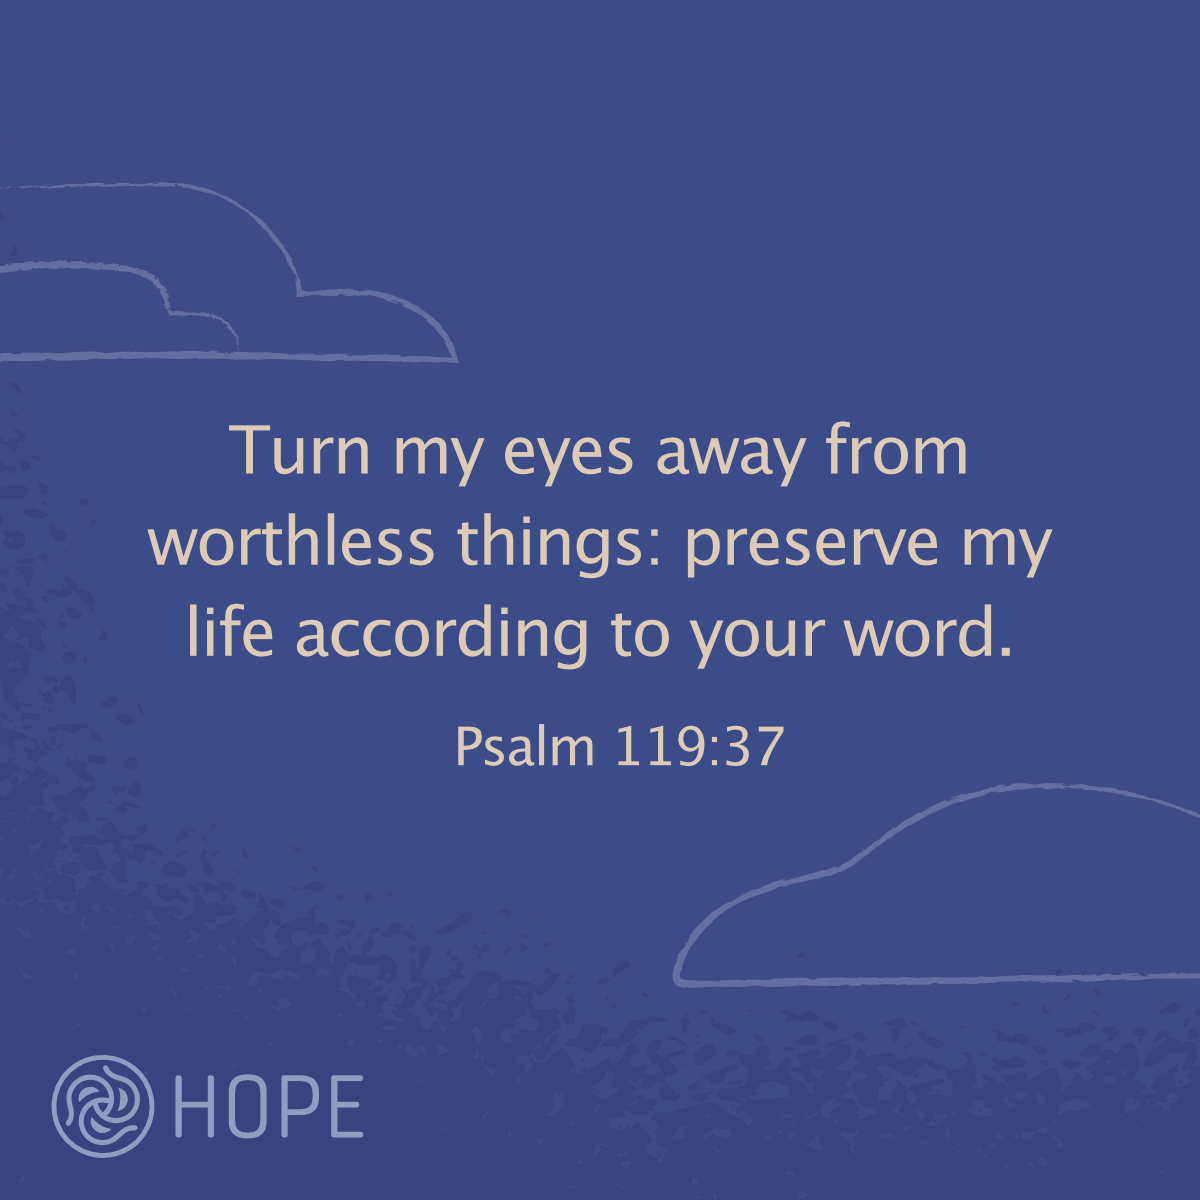 Turn my eyes away from
worthless things: preserve my
life according to your word.
Psalm 119:37
HOPE